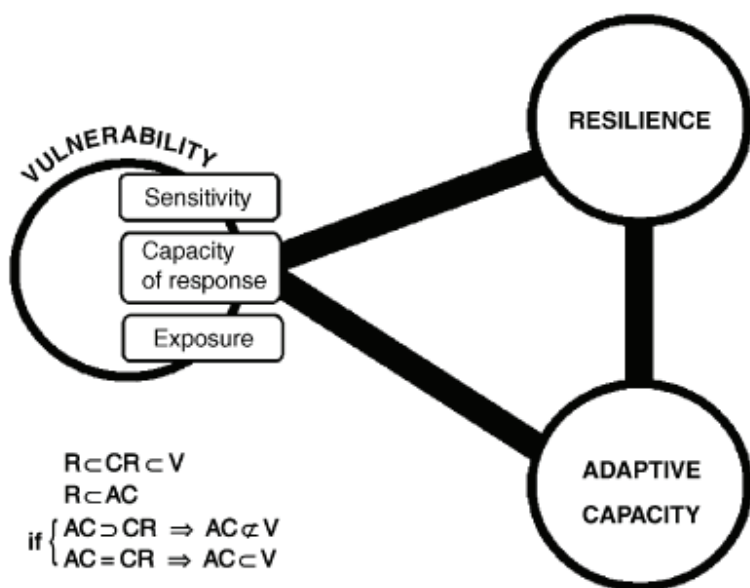 VULNERABILITY
Sensitivity
Capacity
of response
Exposure
RESILIENCE
ADAPTIVE
CAPACITY
R⊂CR⊂V
R⊂AC
if { AC⊃CR ⇒ AC⊄V
AC=CR ⇒ AC⊂V